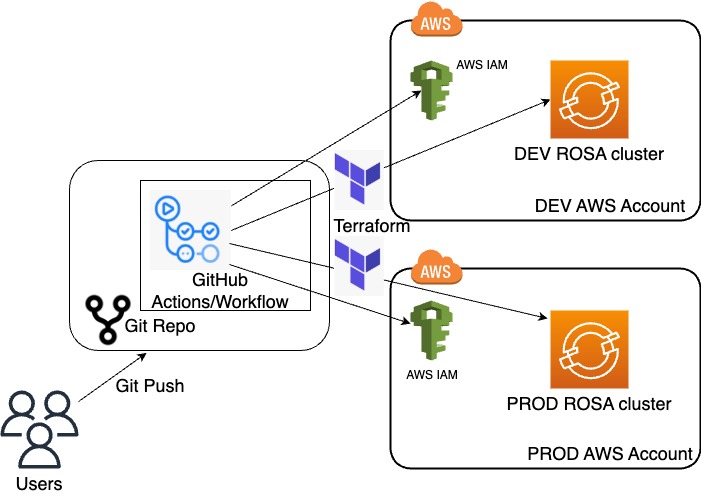 AWS
AWS IAM
DEV ROSA cluster
DEV AWS Account
Terraform
GitHub
Actions/Workflow
Git Repo
Git Push
Users
AWS
AWS IAM
PROD ROSA cluster
PROD AWS Account